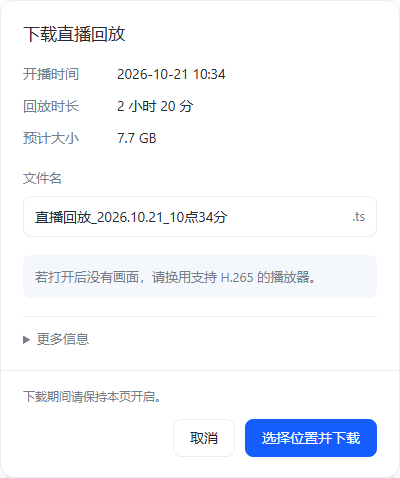 下载直播回放
开播时间 2026-10-21 10:34
回放时长 2 小时 20 分
预计大小 7.7 GB
文件名
直播回放_2026.10.21_10点34分 .ts
若打开后没有画面，请换用支持 H.265 的播放器。
▶ 更多信息
下载期间请保持本页开启。
取消 选择位置并下载